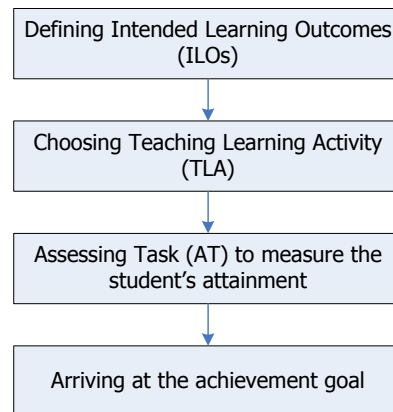 Defining Intended Learning Outcomes
(ILOs)
Choosing Teaching Learning Activity
(TLA)
Assessing Task (AT) to measure the
student’s attainment
Arriving at the achievement goal